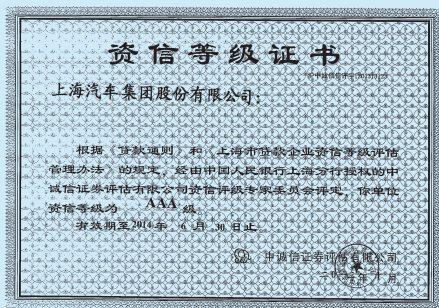 资信等级证书
上海汽车集团股份有限公司：
根据《贷款通则》和《上海市贷款企业资信等级评估
管理办法》的规定，经由中国人民银行上海分行授权的中
诚信证券评估有限公司资信评级专家委员会评定，你单位
资信等级为 AAA 级。
有效期至2014年 6 月 30日止。
中诚信证券评估有限公司